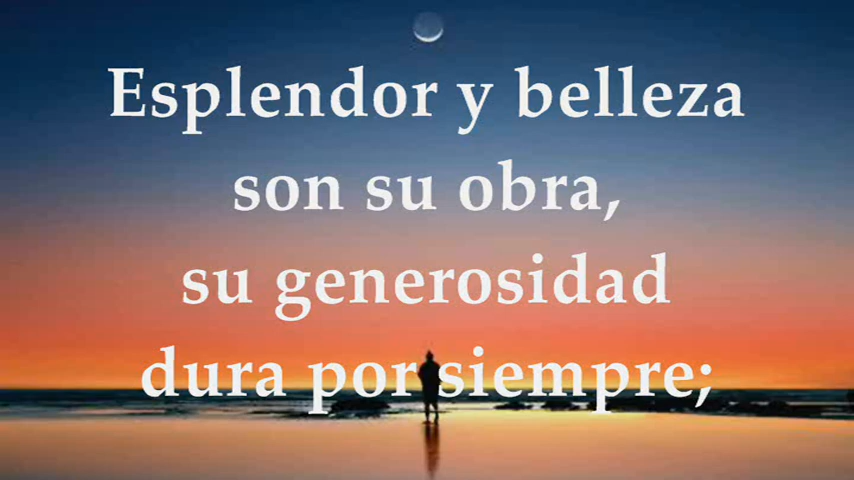 Esplendor y belleza
son su obra,
su generosidad
dura por siempre;